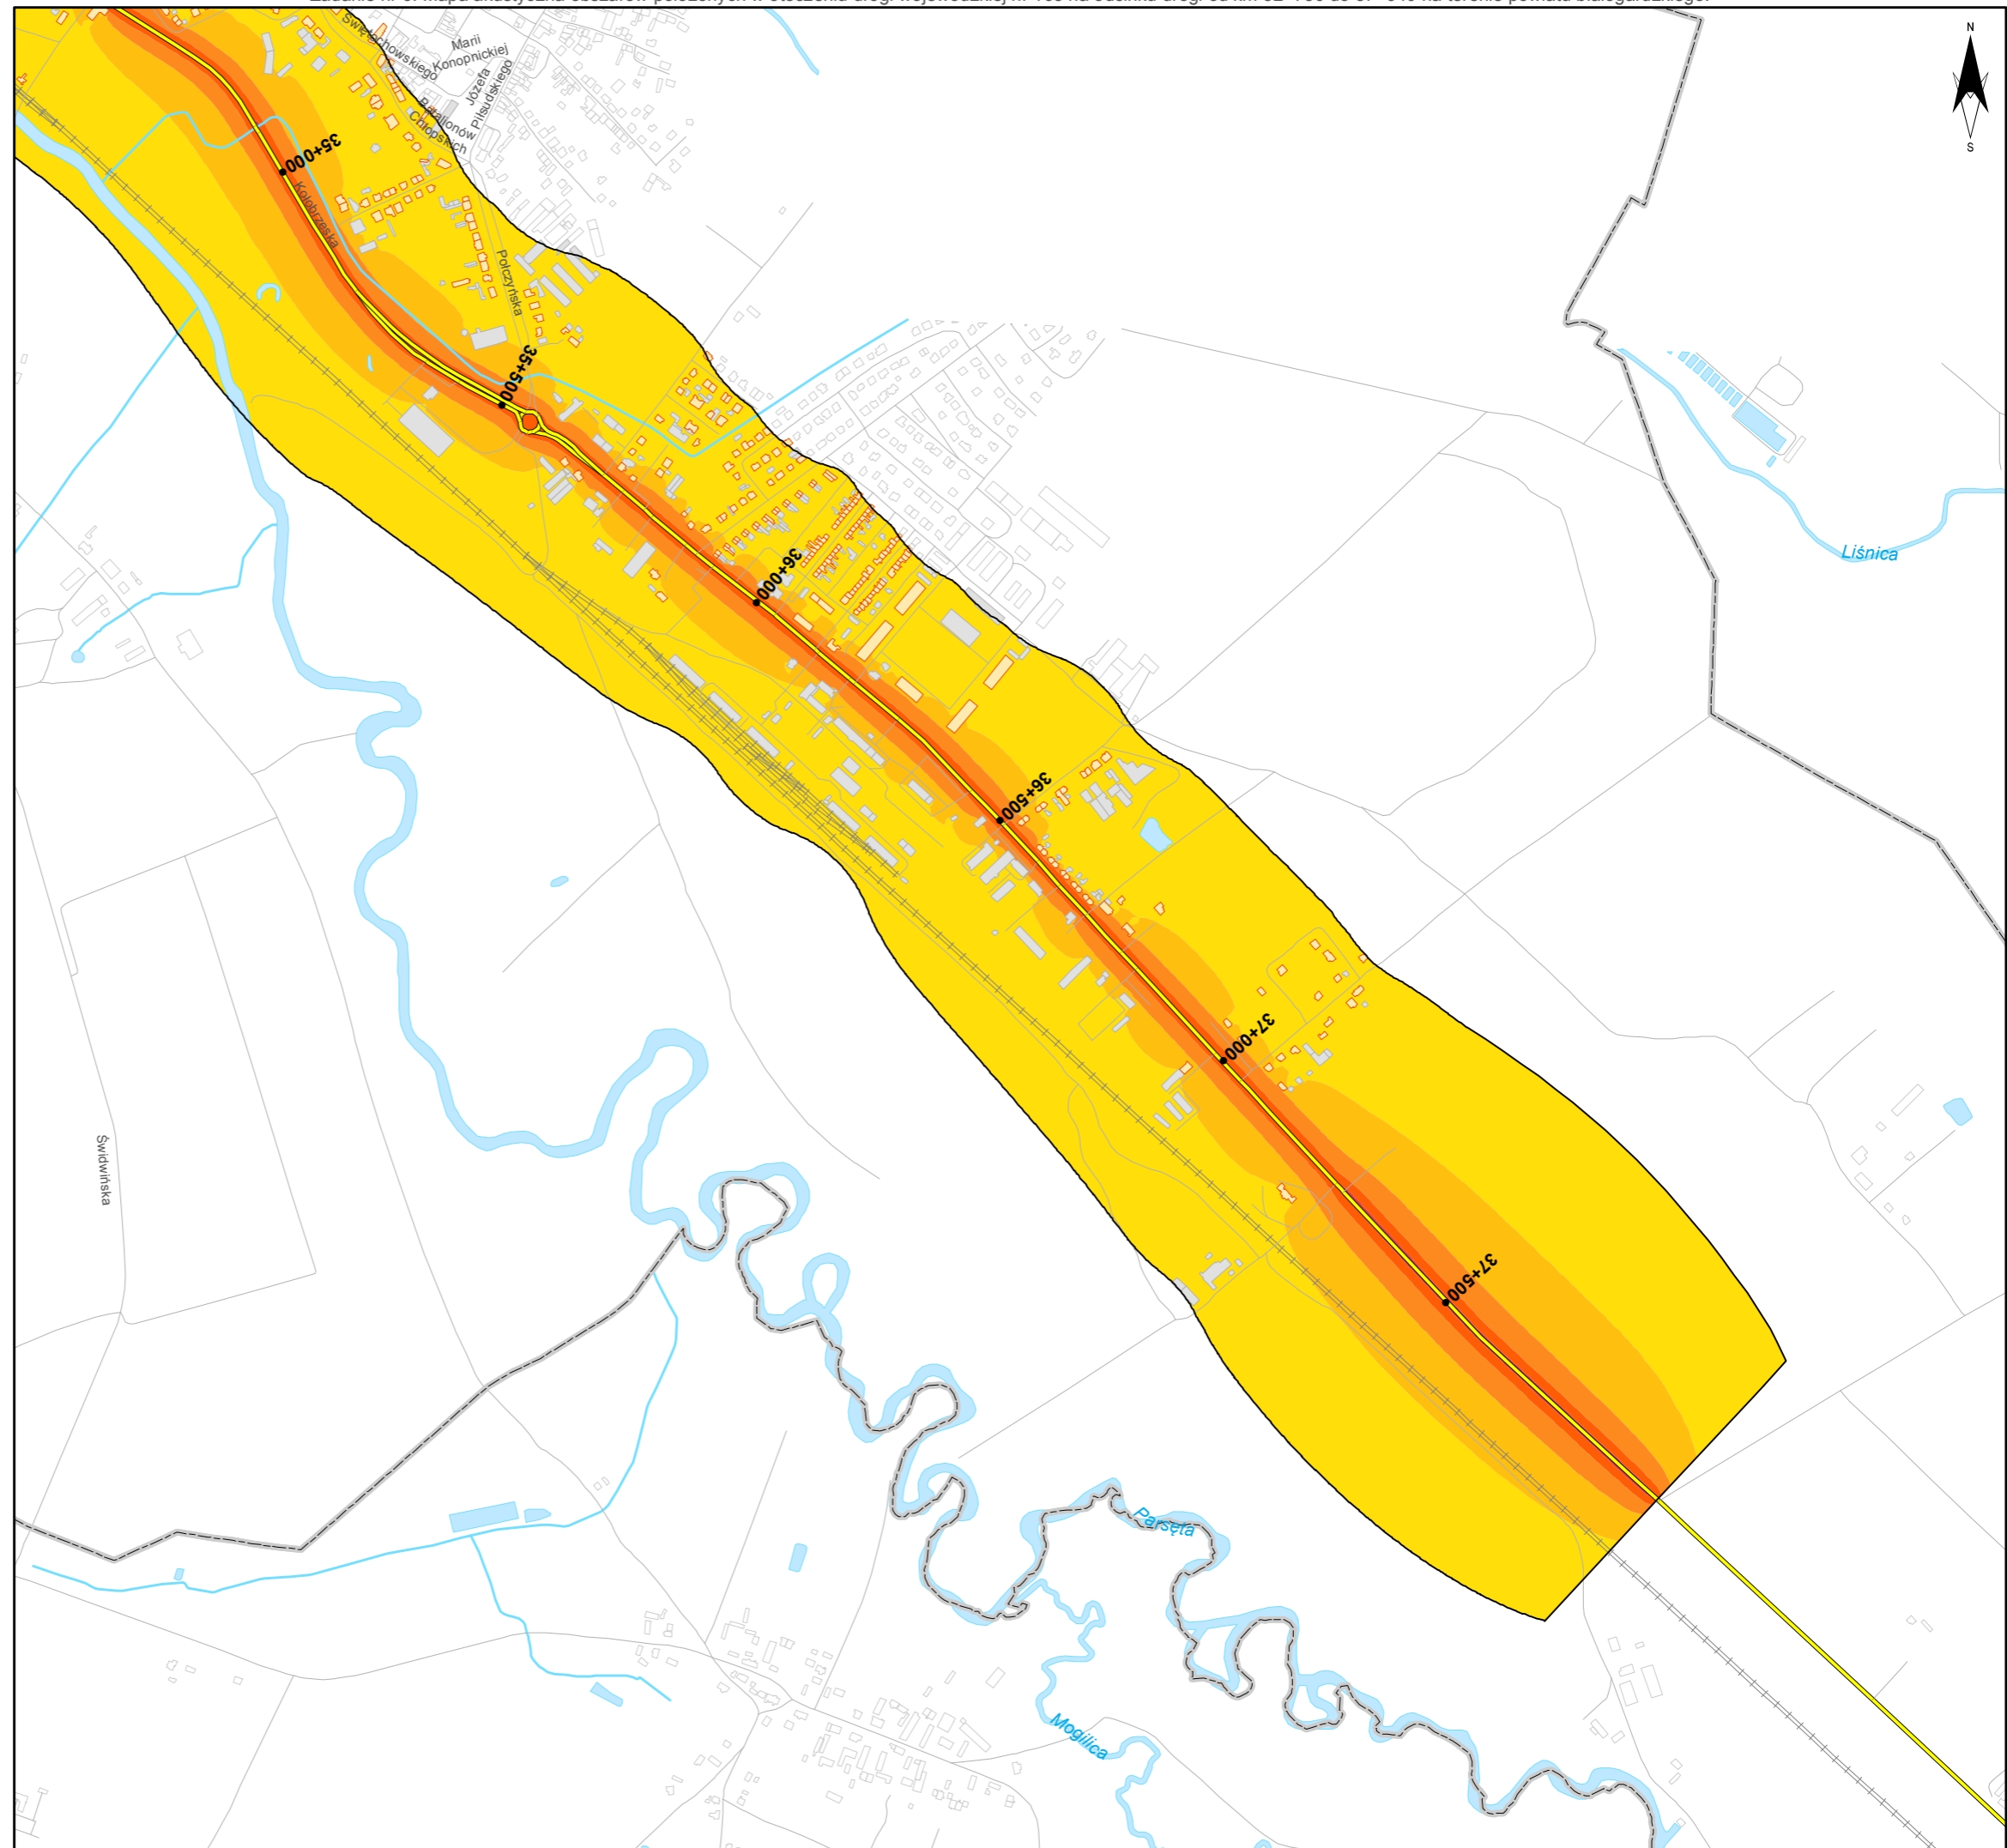 N
S
Świętochowskiego
Marii
Konopnickiej
Józefa
Piłsudskiego
Batalionów
Chłopskich
35+000
Kołobrzeska
Połczyńska
35+500
36+000
36+500
37+000
37+500
Liśnica
Świdwińska
Parsęta
Mogilica